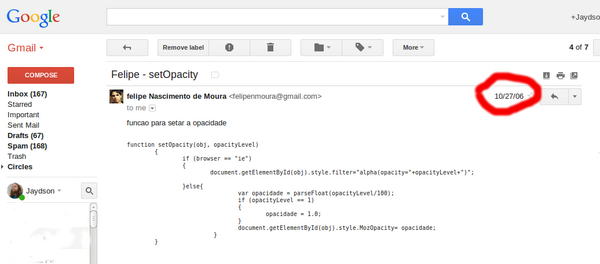 Google
+Jaydson
Gmail
Remove label
More
4 of 7
COMPOSE
Felipe - setOpacity
Inbox (167)
Starred
Important
Sent Mail
Drafts (67)
Spam (168)
Trash
Circles
Jaydson
felipe Nascimento de Moura <felipenmoura@gmail.com>
10/27/06
to me
funcao para setar a opacidade
function setOpacity(obj, opacityLevel)
{
if (browser == "ie")
{
document.getElementById(obj).style.filter="alpha(opacity="+opacityLevel+")";
}else{
var opacidade = parseFloat(opacityLevel/100);
if (opacityLevel == 1)
{
opacidade = 1.0;
}
document.getElementById(obj).style.MozOpacity= opacidade;
}
}